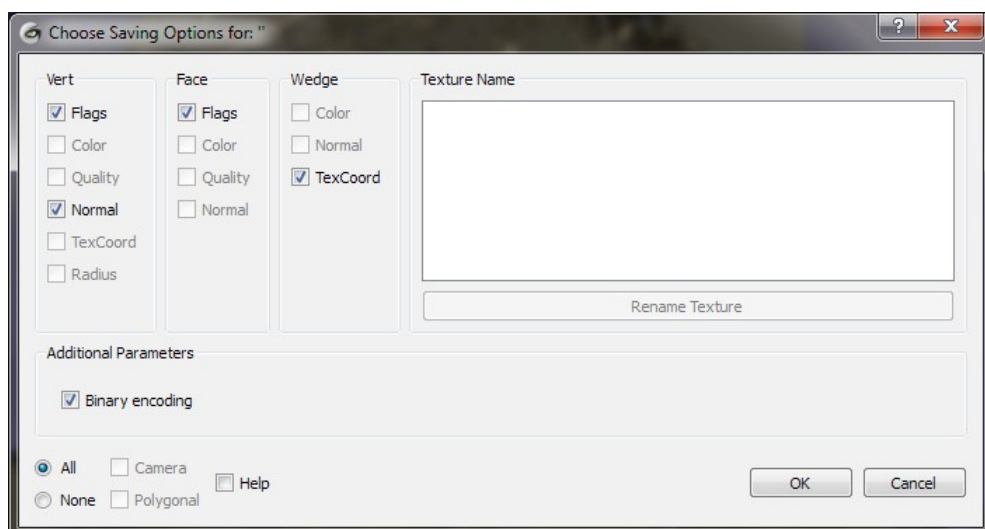 Choose Saving Options for: ''
Vert
Flags
Color
Quality
Normal
TexCoord
Radius
Face
Flags
Color
Quality
Normal
Wedge
Color
Normal
TexCoord
Texture Name
Rename Texture
Additional Parameters
Binary encoding
All
None
Camera
Polygonal
Help
OK
Cancel